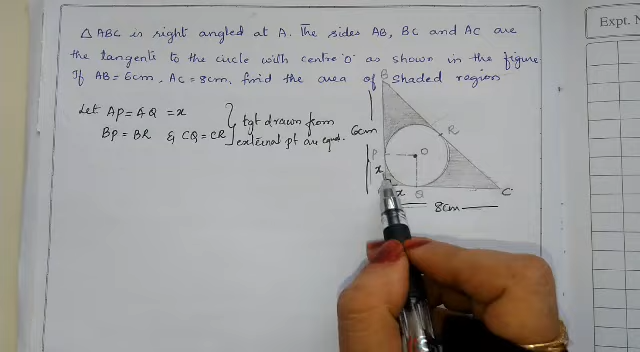 △ ABC is right angled at A. The sides AB, BC and AC are
the tangents to the circle with centre 'O' as shown in the figure
If AB = 6cm, AC = 8cm, find the area of Shaded region
Let AP = AQ = x
BP = BR & CQ = CR
tgt drawn from
external pt are equal.
B
6cm
R
P
O
x
x
Q
C
8cm
Expt. N